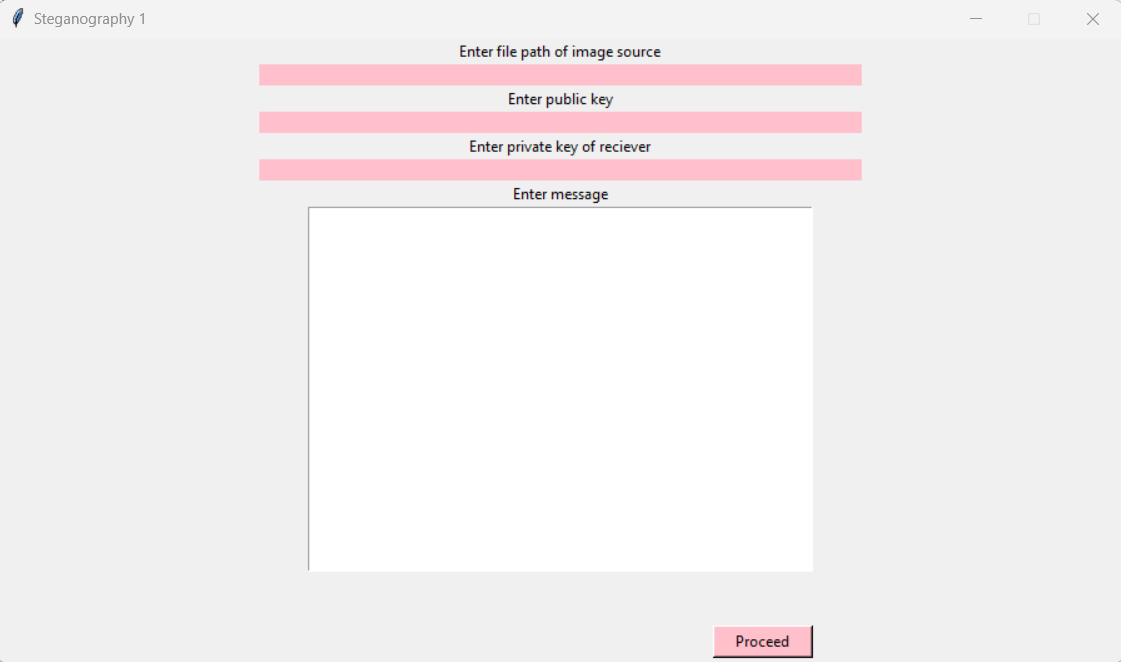 Steganography 1
Enter file path of image source
Enter public key
Enter private key of reciever
Enter message
Proceed